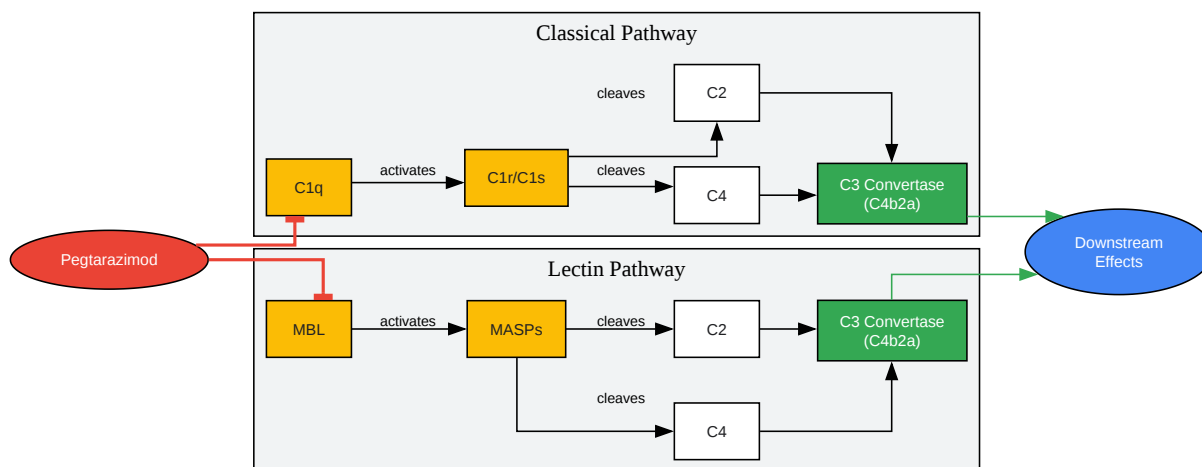 Classical Pathway
cleaves
C2
C1q
activates
C1r/C1s
cleaves
C4
C3 Convertase
(C4b2a)
Pegtarazimod
Downstream
Effects
Lectin Pathway
MBL
activates
MASPs
cleaves
C2
C3 Convertase
(C4b2a)
cleaves
C4